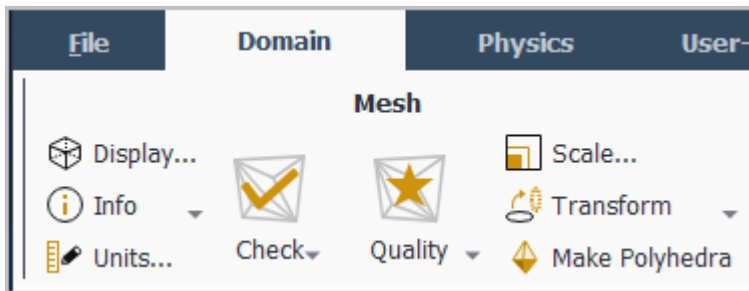 File Domain Physics User-
Mesh
Display...
Info
Units...
Check
Quality
Scale...
Transform
Make Polyhedra